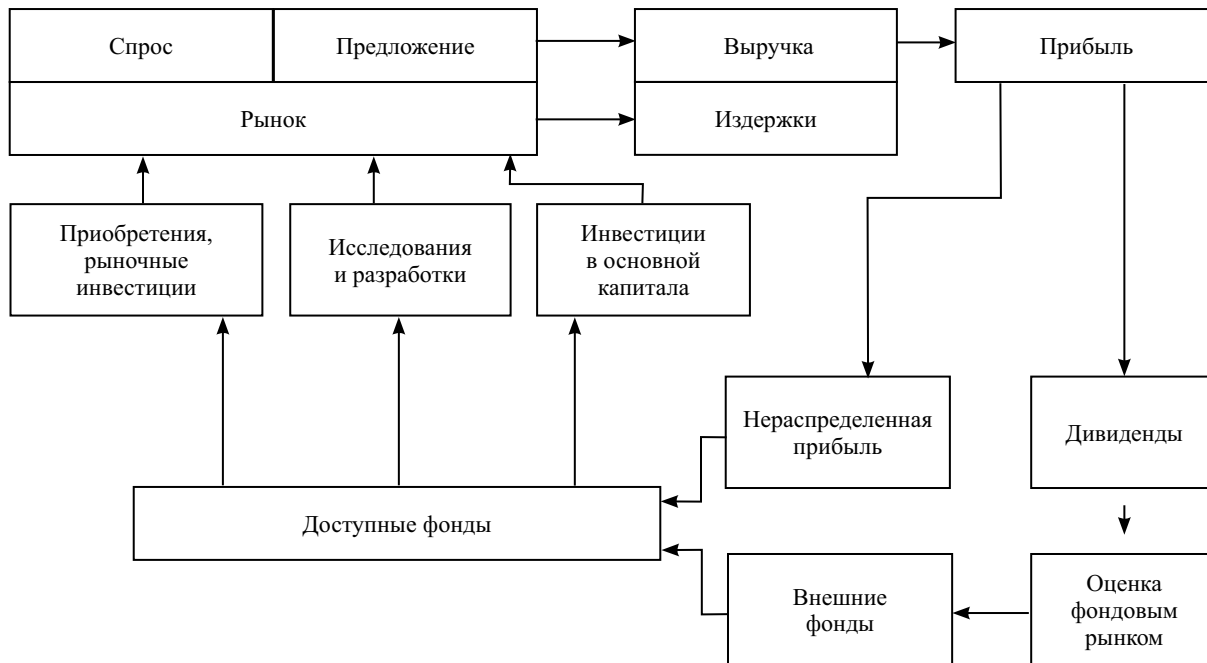 Спрос
Предложение
Выручка
Прибыль
Рынок
Издержки
Приобретения,
рыночные
инвестиции
Исследования
и разработки
Инвестиции
в основной
капитала
Нераспределенная
прибыль
Дивиденды
Доступные фонды
Внешние
фонды
Оценка
фондовым
рынком